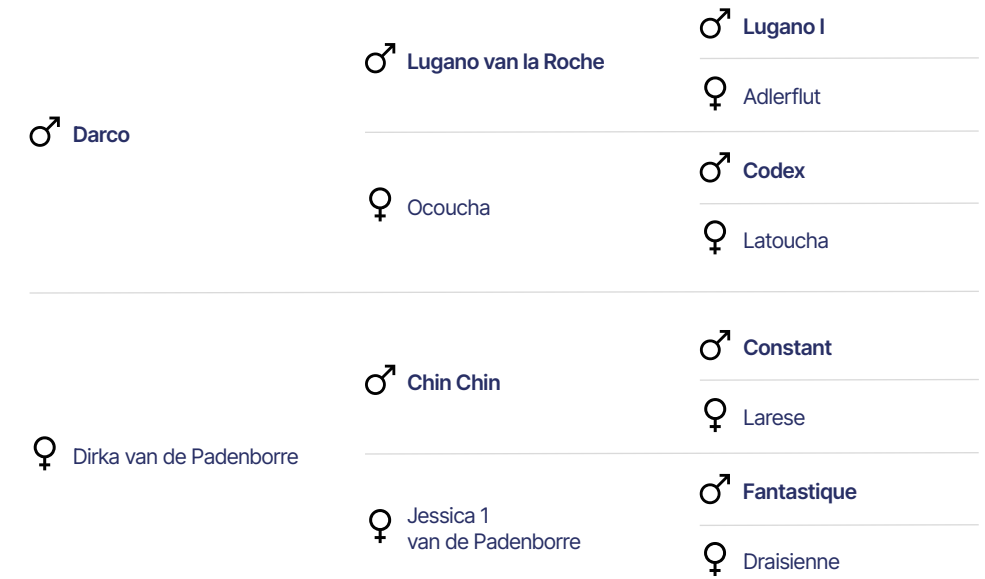 Lugano I
Lugano van la Roche
Adlerflut
Darco
Codex
Ocoucha
Latoucha
Constant
Chin Chin
Larese
Dirka van de Padenborre
Fantastique
Jessica 1
van de Padenborre
Draisienne